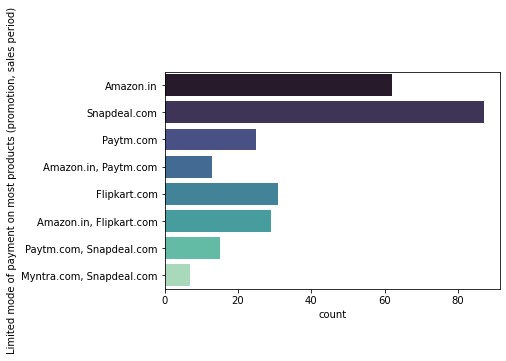 Limited mode of payment on most products (promotion, sales period)
Amazon.in
Snapdeal.com
Paytm.com
Amazon.in, Paytm.com
Flipkart.com
Amazon.in, Flipkart.com
Paytm.com, Snapdeal.com
Myntra.com, Snapdeal.com
0 20 40 60 80
count